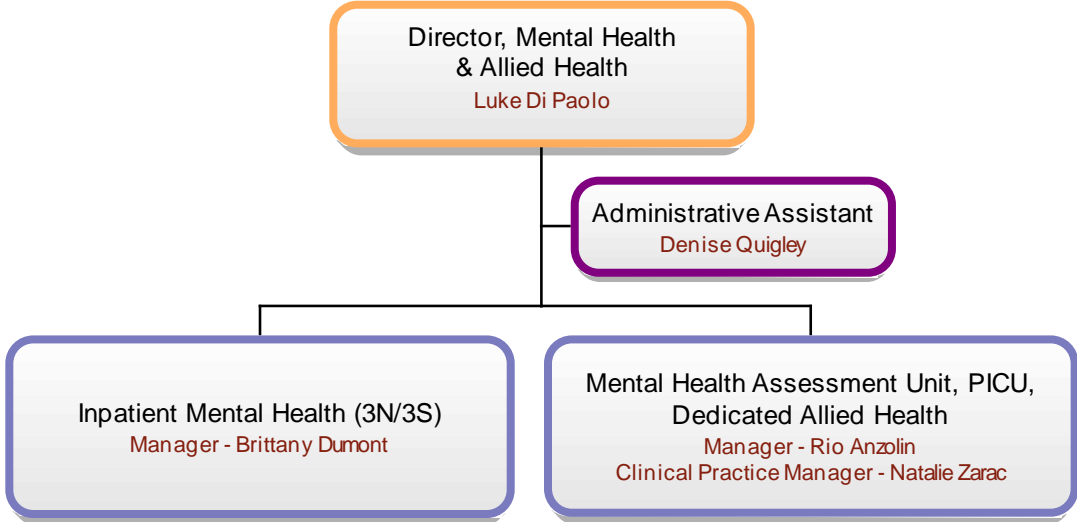 Director, Mental Health
& Allied Health
Luke Di Paolo
Administrative Assistant
Denise Quigley
Inpatient Mental Health (3N/3S)
Manager - Brittany Dumont
Mental Health Assessment Unit, PICU,
Dedicated Allied Health
Manager - Rio Anzolin
Clinical Practice Manager - Natalie Zarac